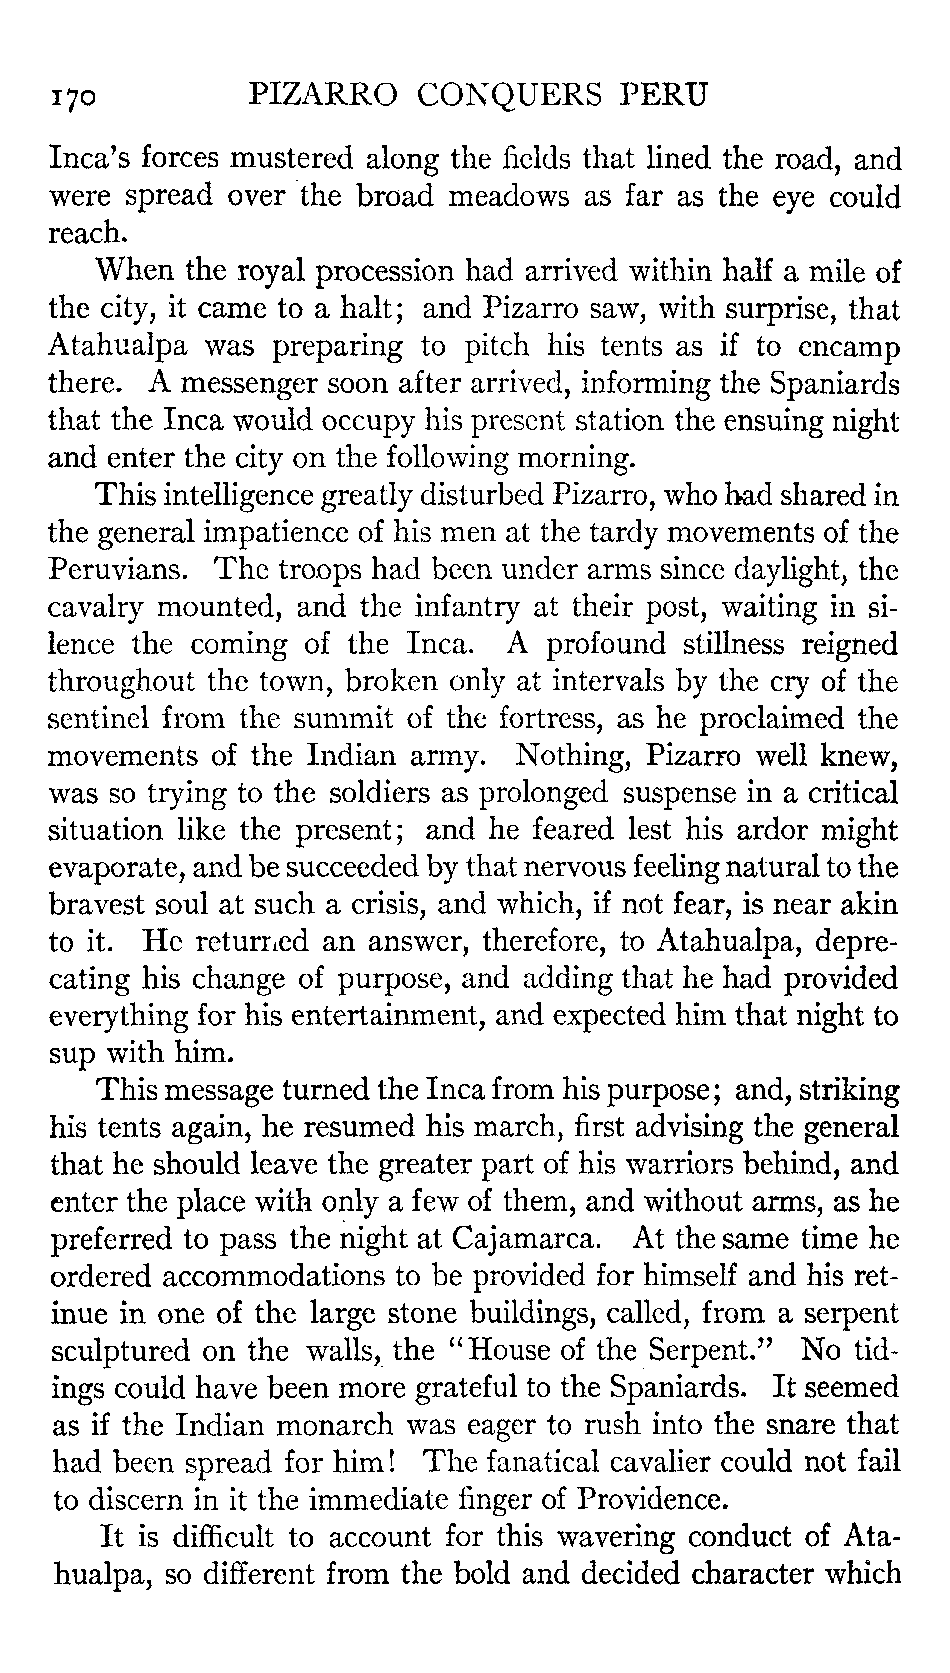 170 PIZARRO CONQUERS PERU
Inca's forces mustered along the fields that lined the road, and
were spread over the broad meadows as far as the eye could
reach.
When the royal procession had arrived within half a mile of
the city, it came to a halt; and Pizarro saw, with surprise, that
Atahualpa was preparing to pitch his tents as if to encamp
there. A messenger soon after arrived, informing the Spaniards
that the Inca would occupy his present station the ensuing night
and enter the city on the following morning.
This intelligence greatly disturbed Pizarro, who had shared in
the general impatience of his men at the tardy movements of the
Peruvians. The troops had been under arms since daylight, the
cavalry mounted, and the infantry at their post, waiting in si-
lence the coming of the Inca. A profound stillness reigned
throughout the town, broken only at intervals by the cry of the
sentinel from the summit of the fortress, as he proclaimed the
movements of the Indian army. Nothing, Pizarro well knew,
was so trying to the soldiers as prolonged suspense in a critical
situation like the present; and he feared lest his ardor might
evaporate, and be succeeded by that nervous feeling natural to the
bravest soul at such a crisis, and which, if not fear, is near akin
to it. He returned an answer, therefore, to Atahualpa, depre-
cating his change of purpose, and adding that he had provided
everything for his entertainment, and expected him that night to
sup with him.
This message turned the Inca from his purpose; and, striking
his tents again, he resumed his march, first advising the general
that he should leave the greater part of his warriors behind, and
enter the place with only a few of them, and without arms, as he
preferred to pass the night at Cajamarca. At the same time he
ordered accommodations to be provided for himself and his ret-
inue in one of the large stone buildings, called, from a serpent
sculptured on the walls, the "House of the Serpent." No tid-
ings could have been more grateful to the Spaniards. It seemed
as if the Indian monarch was eager to rush into the snare that
had been spread for him! The fanatical cavalier could not fail
to discern in it the immediate finger of Providence.
It is difficult to account for this wavering conduct of Ata-
hualpa, so different from the bold and decided character which